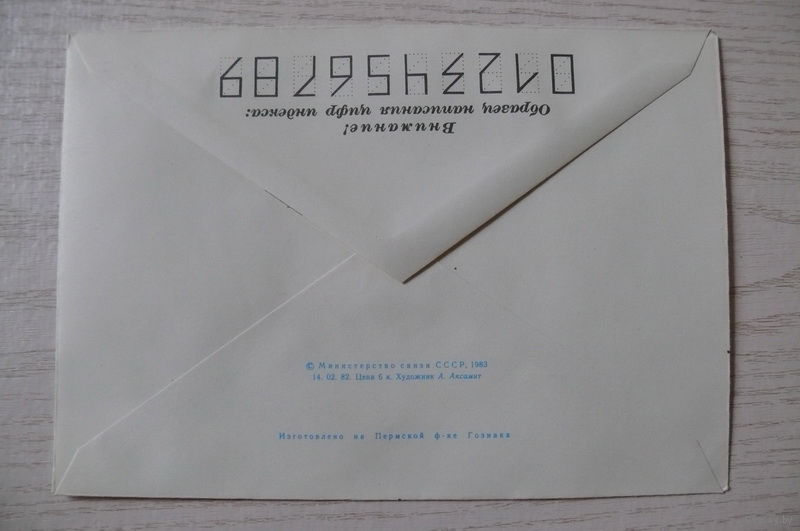 Внимание!
Образец написания цифр индекса:
0123456789
© Министерство связи СССР, 1983
14. 02. 82. Цена 6 к. Художник А. Аксамит
Изготовлено на Пермской ф-ке Гознака